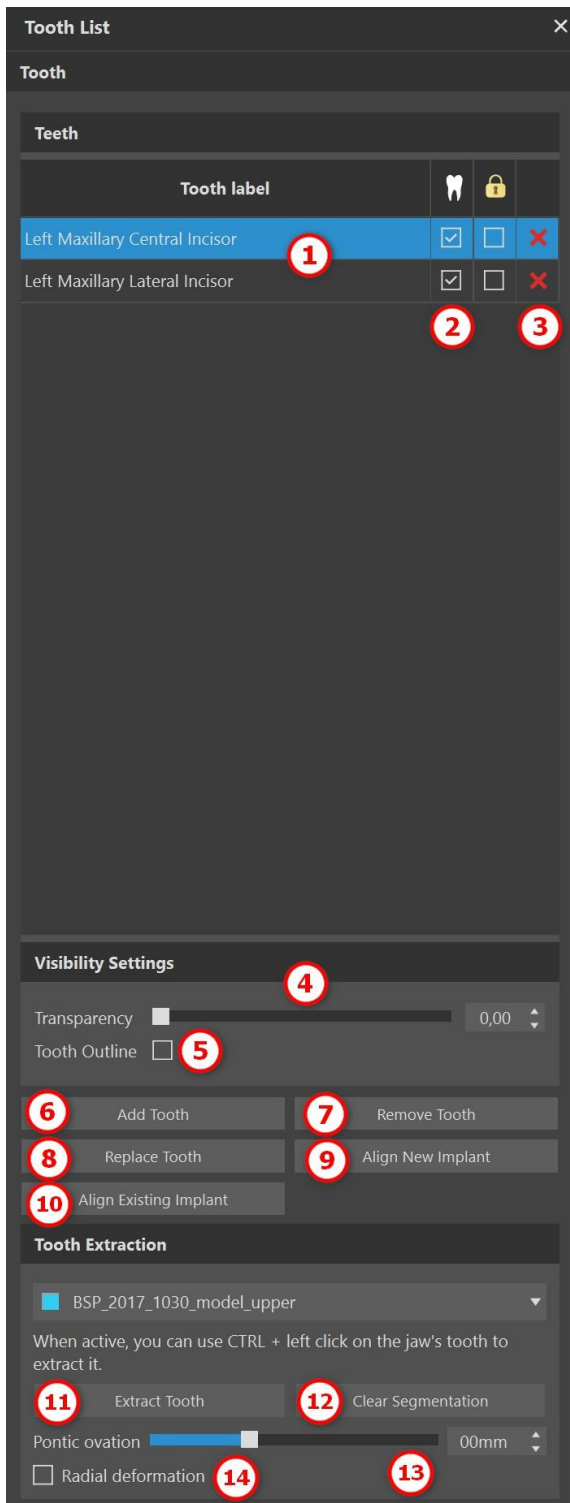 Tooth List
Tooth
Teeth
Tooth label
Left Maxillary Central Incisor
1
Left Maxillary Lateral Incisor
2
3
Visibility Settings
4
Transparency
0,00
Tooth Outline
5
6 Add Tooth
7 Remove Tooth
8 Replace Tooth
9 Align New Implant
10 Align Existing Implant
Tooth Extraction
BSP_2017_1030_model_upper
When active, you can use CTRL + left click on the jaw's tooth to
extract it.
11 Extract Tooth
12 Clear Segmentation
Pontic ovation
00mm
Radial deformation
14
13